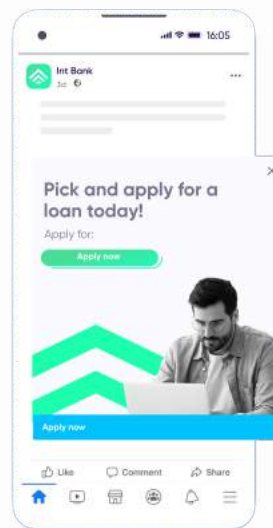 16:05
Int Bank
3d
Pick and apply for a
loan today!
Apply for:
Apply now
Apply now
Like Comment Share